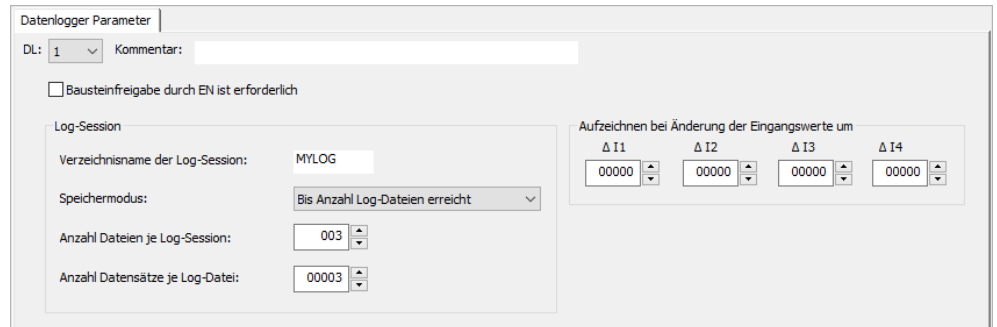 Datenlogger Parameter
DL: 1 Kommentar:
Bausteinfreigabe durch EN ist erforderlich
Log-Session
Verzeichnisname der Log-Session: MYLOG
Speichermodus: Bis Anzahl Log-Dateien erreicht
Anzahl Dateien je Log-Session: 003
Anzahl Datensätze je Log-Datei: 00003
Aufzeichnen bei Änderung der Eingangswerte um
Δ I1 Δ I2 Δ I3 Δ I4
00000 00000 00000 00000